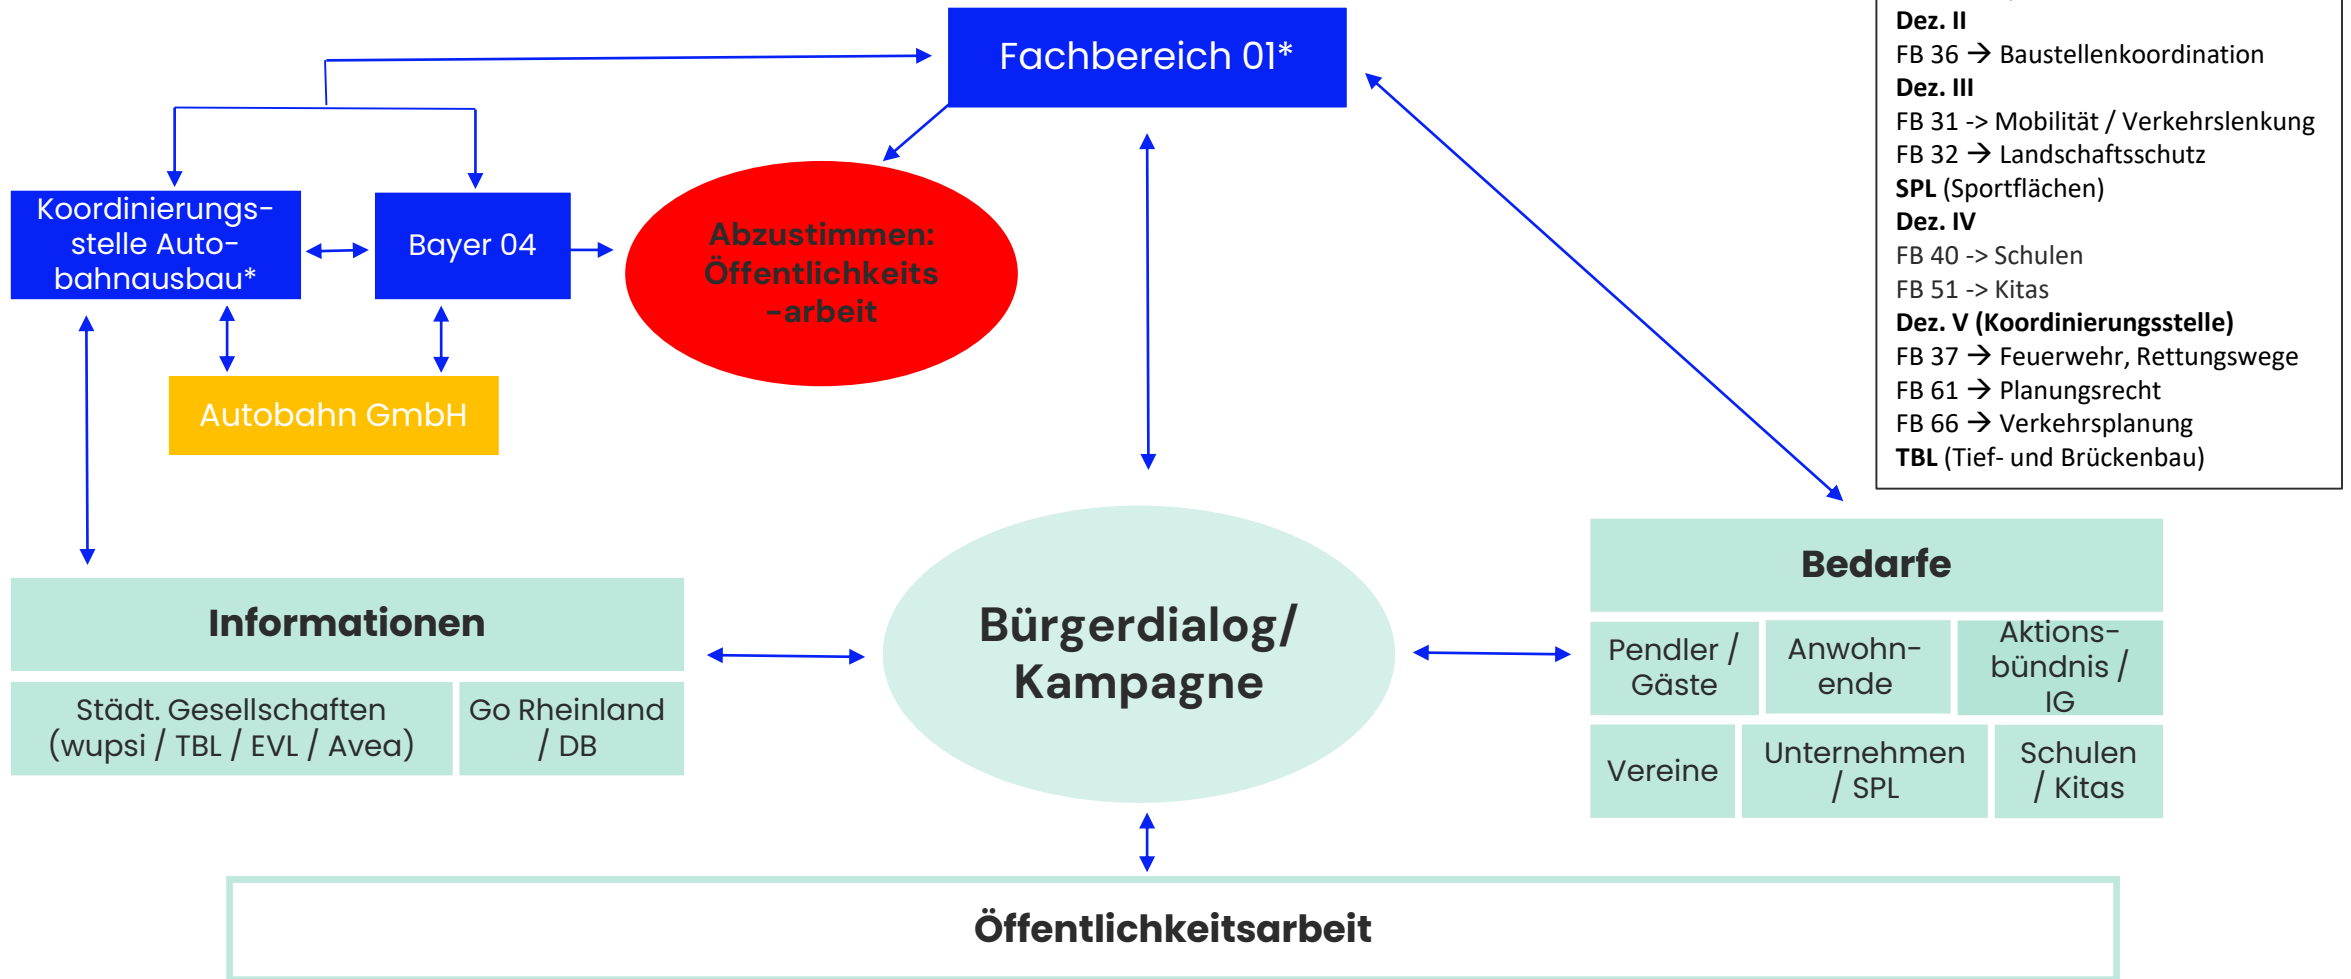 Fachbereich 01*
Koordinierungs-
stelle Auto-
bahnausbau*
Bayer 04
Abzustimmen:
Öffentlichkeits
-arbeit
Autobahn GmbH
Dez. II
FB 36 → Baustellenkoordination
Dez. III
FB 31 -> Mobilität / Verkehrslenkung
FB 32 → Landschaftsschutz
SPL (Sportflächen)
Dez. IV
FB 40 -> Schulen
FB 51 -> Kitas
Dez. V (Koordinierungsstelle)
FB 37 → Feuerwehr, Rettungswege
FB 61 → Planungsrecht
FB 66 → Verkehrsplanung
TBL (Tief- und Brückenbau)
Informationen
Städt. Gesellschaften
(wupsi / TBL / EVL / Avea)
Go Rheinland
/ DB
Bürgerdialog/
Kampagne
Bedarfe
Pendler /
Gäste
Anwohn-
ende
Aktions-
bündnis /
IG
Vereine
Unternehmen
/ SPL
Schulen
/ Kitas
Öffentlichkeitsarbeit